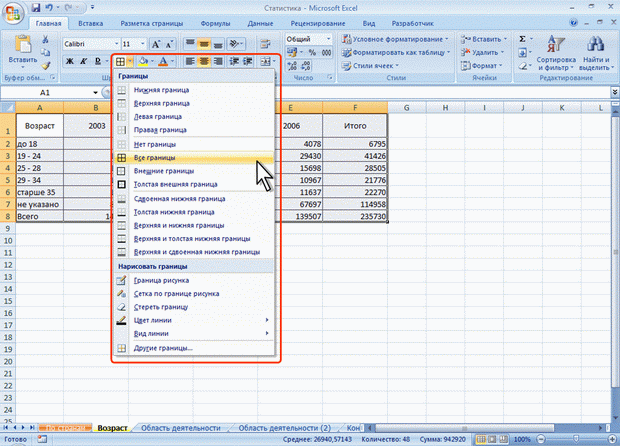 Статистика - Microsoft Excel
Главная Вставка Разметка страницы Формулы Данные Рецензирование Вид Разработчик
Calibri 11 Общий Условное форматирование Вставить
Вставить Ж К Ч % 000 Форматировать как таблицу Удалить Сортировка и фильтр Найти и выделить
Стили ячеек Формат
Буфер обм... Шрифт Число Стили Ячейки Редактирование
A1
A B E F G H I J K L
1 Возраст 2003 2006 Итого
2 до 18 4078 6795
3 19 - 24 29430 41426
4 25 - 28 15698 28505
5 29 - 34 10967 21776
6 старше 35 11637 22270
7 не указано 67697 114958
8 Всего 139507 235730
9
10
11
12
13
14
15
16
17
18
19
20
21
22
23
24
25
Границы
Нижняя граница
Верхняя граница
Левая граница
Правая граница
Нет границы
Все границы
Внешние границы
Толстая внешняя граница
Сдвоенная нижняя граница
Толстая нижняя граница
Верхняя и нижняя границы
Верхняя и толстая нижняя границы
Верхняя и сдвоенная нижняя границы
Нарисовать границы
Граница рисунка
Сетка по границе рисунка
Стереть границу
Цвет линии
Вид линии
Другие границы...
по страной Возраст Область деятельности Область деятельности (2) Кон
Готово Среднее: 26940,57143 Количество: 48 Сумма: 942920 100%